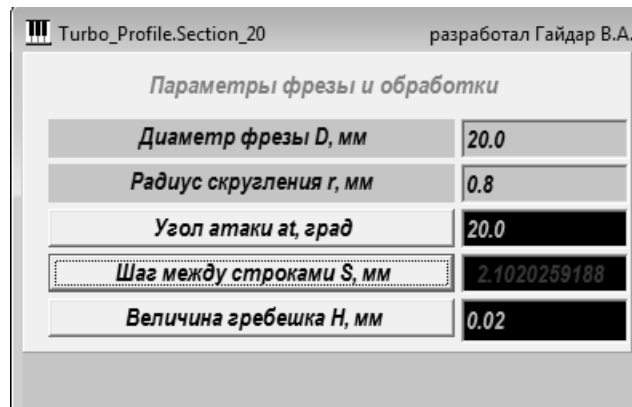 Turbo_Profile.Section_20 разработал Гайдар В.А.
Параметры фрезы и обработки
Диаметр фрезы D, мм 20.0
Радиус скругления r, мм 0.8
Угол атаки at, град 20.0
Шаг между строками S, мм 2.1020259188
Величина гребешка H, мм 0.02